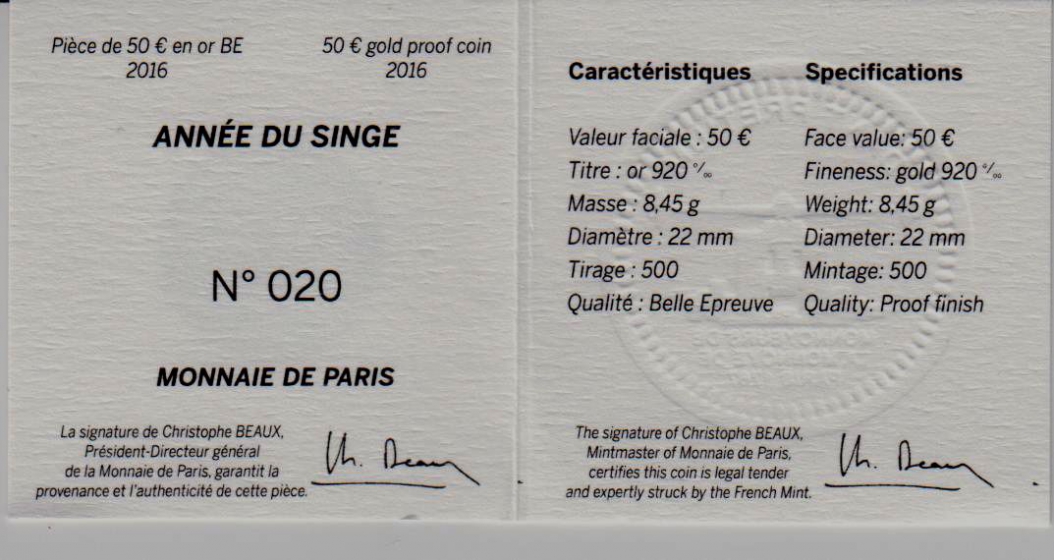 Pièce de 50 € en or BE
2016
50 € gold proof coin
2016
ANNÉE DU SINGE
N° 020
MONNAIE DE PARIS
La signature de Christophe BEAUX,
Président-Directeur général
de la Monnaie de Paris, garantit la
provenance et l'authenticité de cette pièce.
Ch. Beaux
Caractéristiques
Valeur faciale : 50 €
Titre : or 920 ‰
Masse : 8,45 g
Diamètre : 22 mm
Tirage : 500
Qualité : Belle Epreuve
Specifications
Face value: 50 €
Fineness: gold 920 ‰
Weight: 8,45 g
Diameter: 22 mm
Mintage: 500
Quality: Proof finish
The signature of Christophe BEAUX,
Mintmaster of Monnaie de Paris,
certifies this coin is legal tender
and expertly struck by the French Mint.
Ch. Beaux